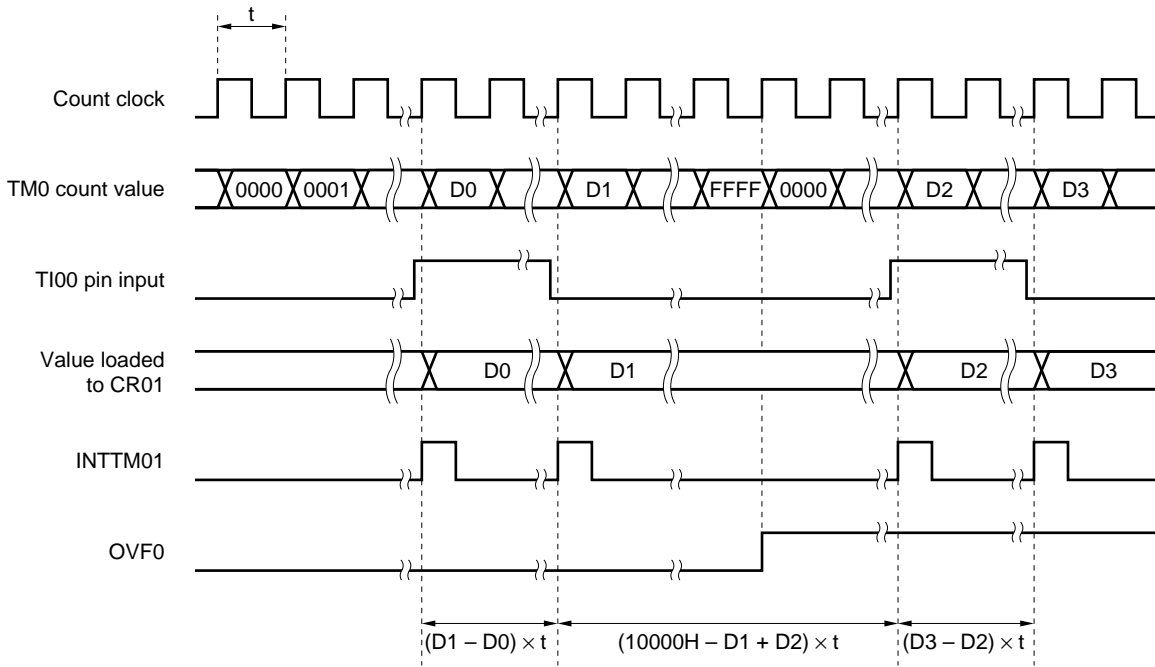 t
Count clock
TM0 count value
0000 0001 D0 D1 FFFF 0000 D2 D3
TI00 pin input
Value loaded
to CR01
D0 D1 D2 D3
INTTM01
OVF0
(D1 – D0) × t (10000H – D1 + D2) × t (D3 – D2) × t